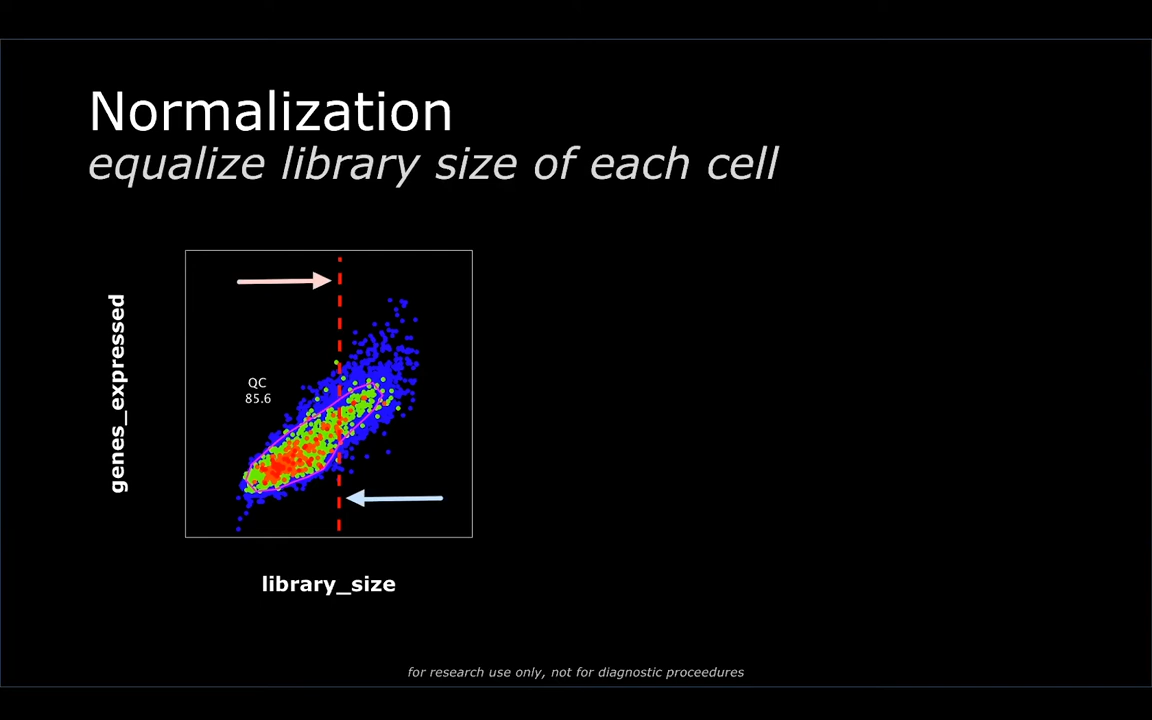 Normalization
equalize library size of each cell
genes_expressed
QC
85.6
library_size
for research use only, not for diagnostic proceedures